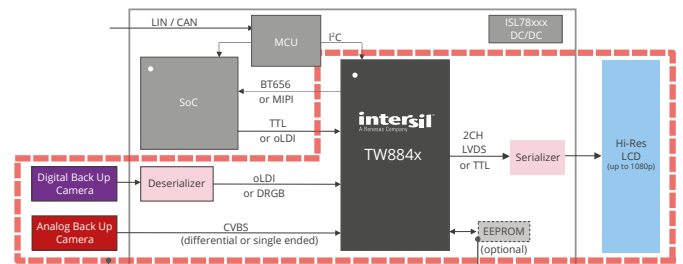 LIN / CAN
MCU
I²C
ISL78xxx
DC/DC
SoC
BT656
or MIPI
TTL
or oLDI
intersil
A Renesas Company
TW884x
2CH
LVDS
or TTL
Serializer
Hi-Res
LCD
(up to 1080p)
Digital Back Up
Camera
Deserializer
oLDI
or DRGB
Analog Back Up
Camera
CVBS
(differential or single ended)
EEPROM
(optional)